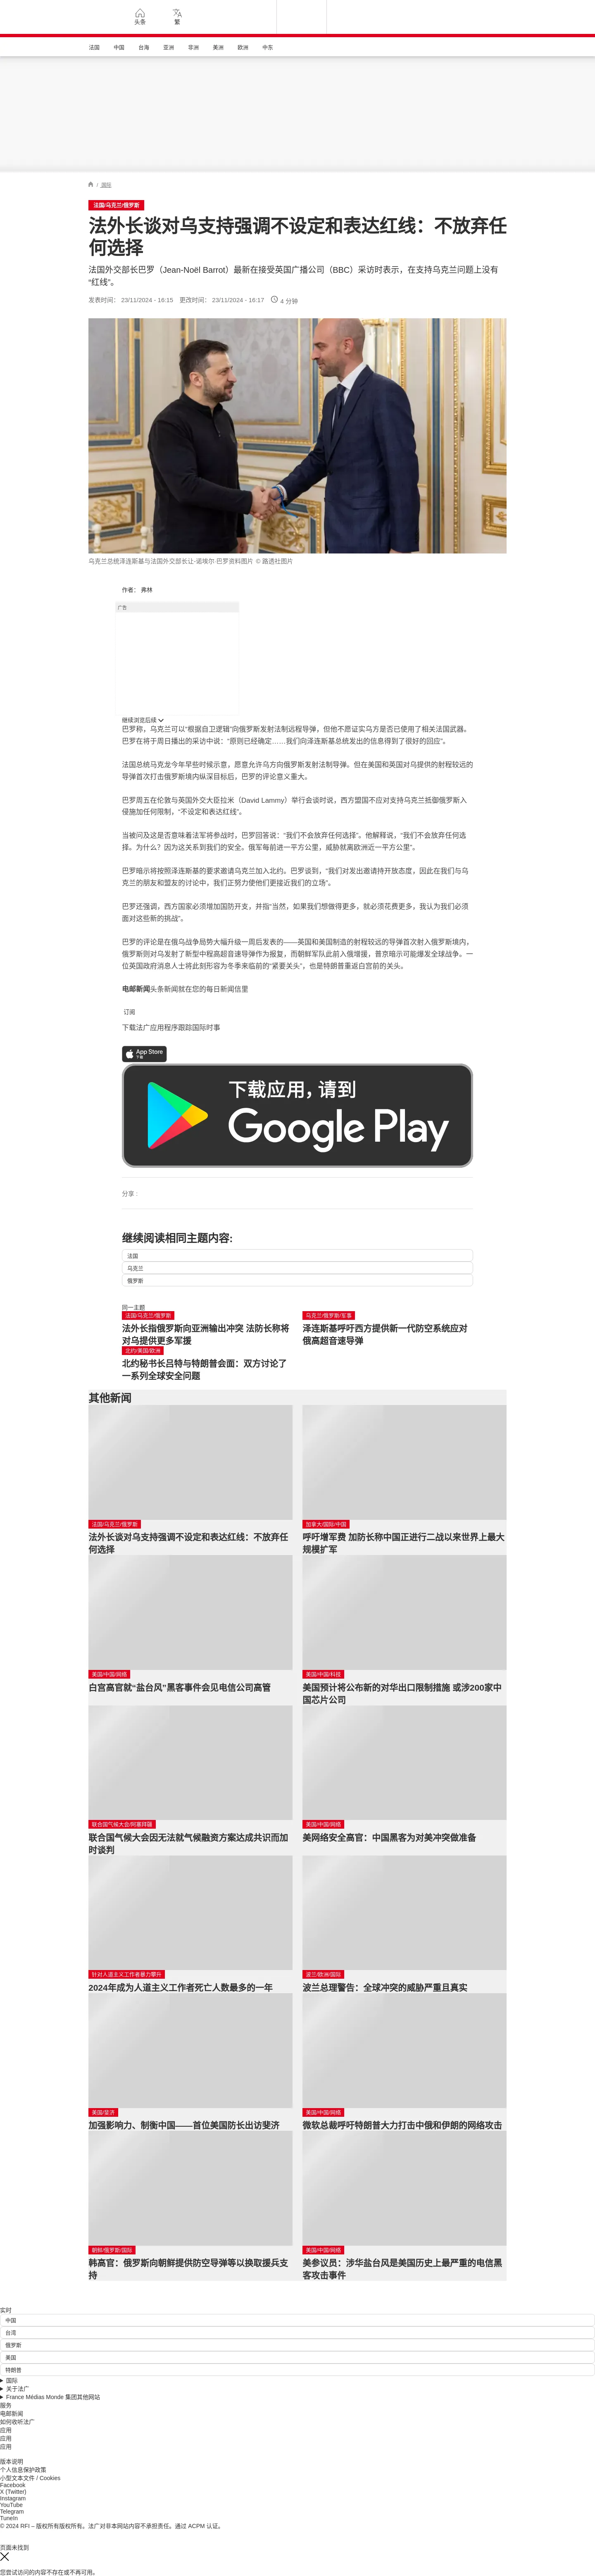 头条
繁
法国
中国
台海
亚洲
非洲
美洲
欧洲
中东
/ 国际
法国/乌克兰/俄罗斯
法外长谈对乌支持强调不设定和表达红线：不放弃任
何选择
法国外交部长巴罗（Jean-Noël Barrot）最新在接受英国广播公司（BBC）采访时表示，在支持乌克兰问题上没有
“红线”。
发表时间： 23/11/2024 - 16:15 更改时间： 23/11/2024 - 16:17 4 分钟
乌克兰总统泽连斯基与法国外交部长让-诺埃尔·巴罗资料图片 © 路透社图片
作者： 弗林
广告
继续浏览后续
巴罗称，乌克兰可以“根据自卫逻辑”向俄罗斯发射法制远程导弹，但他不愿证实乌方是否已使用了相关法国武器。
巴罗在将于周日播出的采访中说：“原则已经确定……我们向泽连斯基总统发出的信息得到了很好的回应”。
法国总统马克龙今年早些时候示意，愿意允许乌方向俄罗斯发射法制导弹。但在美国和英国对乌提供的射程较远的
导弹首次打击俄罗斯境内纵深目标后，巴罗的评论意义重大。
巴罗周五在伦敦与英国外交大臣拉米（David Lammy）举行会谈时说，西方盟国不应对支持乌克兰抵御俄罗斯入
侵施加任何限制，“不设定和表达红线”。
当被问及这是否意味着法军将参战时，巴罗回答说：“我们不会放弃任何选择”。他解释说，“我们不会放弃任何选
择。为什么？因为这关系到我们的安全。俄军每前进一平方公里，威胁就离欧洲近一平方公里”。
巴罗暗示将按照泽连斯基的要求邀请乌克兰加入北约。巴罗谈到，“我们对发出邀请持开放态度，因此在我们与乌
克兰的朋友和盟友的讨论中，我们正努力使他们更接近我们的立场”。
巴罗还强调，西方国家必须增加国防开支，并指“当然，如果我们想做得更多，就必须花费更多，我认为我们必须
面对这些新的挑战”。
巴罗的评论是在俄乌战争局势大幅升级一周后发表的——英国和美国制造的射程较远的导弹首次射入俄罗斯境内，
俄罗斯则对乌发射了新型中程高超音速导弹作为报复，而朝鲜军队此前入俄增援，普京暗示可能爆发全球战争。一
位英国政府消息人士将此刻形容为冬季来临前的“紧要关头”，也是特朗普重返白宫前的关头。
电邮新闻头条新闻就在您的每日新闻信里
订阅
下载法广应用程序跟踪国际时事
App Store
下载
下载应用，请到
Google Play
分享 :
继续阅读相同主题内容:
法国
乌克兰
俄罗斯
同一主题
法国/乌克兰/俄罗斯
法外长指俄罗斯向亚洲输出冲突 法防长称将
对乌提供更多军援
乌克兰/俄罗斯/军事
泽连斯基呼吁西方提供新一代防空系统应对
俄高超音速导弹
北约/美国/欧洲
北约秘书长吕特与特朗普会面：双方讨论了
一系列全球安全问题
其他新闻
法国/乌克兰/俄罗斯
法外长谈对乌支持强调不设定和表达红线：不放弃任
何选择
加拿大/国际/中国
呼吁增军费 加防长称中国正进行二战以来世界上最大
规模扩军
美国/中国/网络
白宫高官就“盐台风”黑客事件会见电信公司高管
美国/中国/科技
美国预计将公布新的对华出口限制措施 或涉200家中
国芯片公司
联合国气候大会/阿塞拜疆
联合国气候大会因无法就气候融资方案达成共识而加
时谈判
美国/中国/网络
美网络安全高官：中国黑客为对美冲突做准备
针对人道主义工作者暴力攀升
2024年成为人道主义工作者死亡人数最多的一年
波兰/欧洲/国际
波兰总理警告：全球冲突的威胁严重且真实
美国/斐济
加强影响力、制衡中国——首位美国防长出访斐济
美国/中国/网络
微软总裁呼吁特朗普大力打击中俄和伊朗的网络攻击
朝鲜/俄罗斯/国际
韩高官：俄罗斯向朝鲜提供防空导弹等以换取援兵支
持
美国/中国/网络
美参议员：涉华盐台风是美国历史上最严重的电信黑
客攻击事件
实时
中国
台湾
俄罗斯
美国
特朗普
国际
关于法广
France Médias Monde 集团其他网站
服务
电邮新闻
如何收听法广
应用
应用
应用
版本说明
个人信息保护政策
小型文本文件 / Cookies
Facebook
X (Twitter)
Instagram
YouTube
Telegram
TuneIn
© 2024 RFI – 版权所有版权所有。法广对非本网站内容不承担责任。通过 ACPM 认证。
页面未找到
您尝试访问的内容不存在或不再可用。